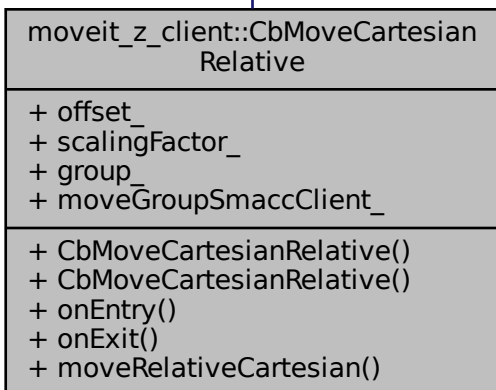 moveit_z_client::CbMoveCartesian
Relative
+ offset_
+ scalingFactor_
+ group_
+ moveGroupSmaccClient_
+ CbMoveCartesianRelative()
+ CbMoveCartesianRelative()
+ onEntry()
+ onExit()
+ moveRelativeCartesian()